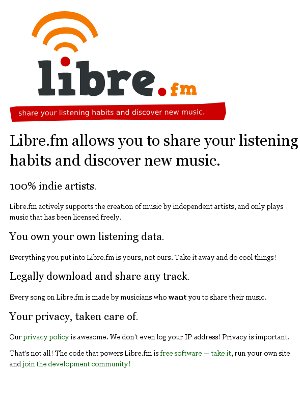 libre.fm
share your listening habits and discover new music.
Libre.fm allows you to share your listening
habits and discover new music.
100% indie artists.
Libre.fm actively supports the creation of music by independent artists, and only plays
music that has been licensed freely.
You own your own listening data.
Everything you put into Libre.fm is yours, not ours. Take it away and do cool things!
Legally download and share any track.
Every song on Libre.fm is made by musicians who want you to share their music.
Your privacy, taken care of.
Our privacy policy is awesome. We don't even log your IP address! Privacy is important.
That's not all! The code that powers Libre.fm is free software — take it, run your own site
and join the development community!